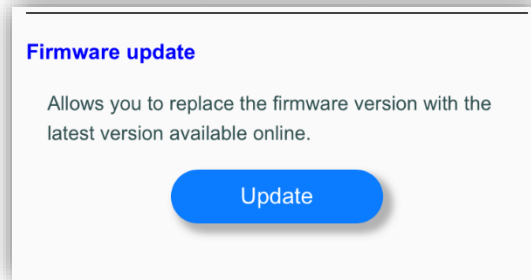 Firmware update
Allows you to replace the firmware version with the
latest version available online.
Update